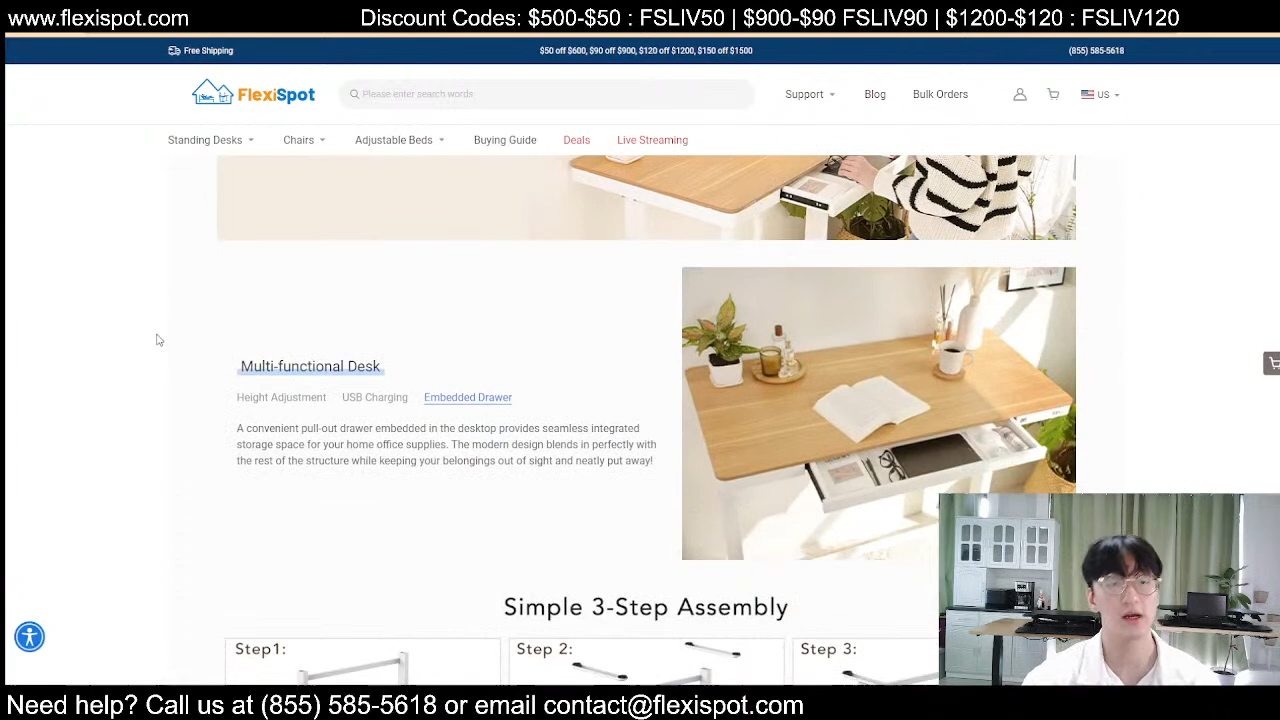 www.flexispot.com
Discount Codes: $500-$50 : FSLIV50 | $900-$90 FSLIV90 | $1200-$120 : FSLIV120
Free Shipping
$50 off $600, $90 off $900, $120 off $1200, $150 off $1500
(855) 585-5618
FlexiSpot
Please enter search words
Support
Blog
Bulk Orders
US
Standing Desks
Chairs
Adjustable Beds
Buying Guide
Deals
Live Streaming
Multi-functional Desk
Height Adjustment
USB Charging
Embedded Drawer
A convenient pull-out drawer embedded in the desktop provides seamless integrated
storage space for your home office supplies. The modern design blends in perfectly with
the rest of the structure while keeping your belongings out of sight and neatly put away!
Simple 3-Step Assembly
Step1:
Step 2:
Step 3:
Need help? Call us at (855) 585-5618 or email contact@flexispot.com